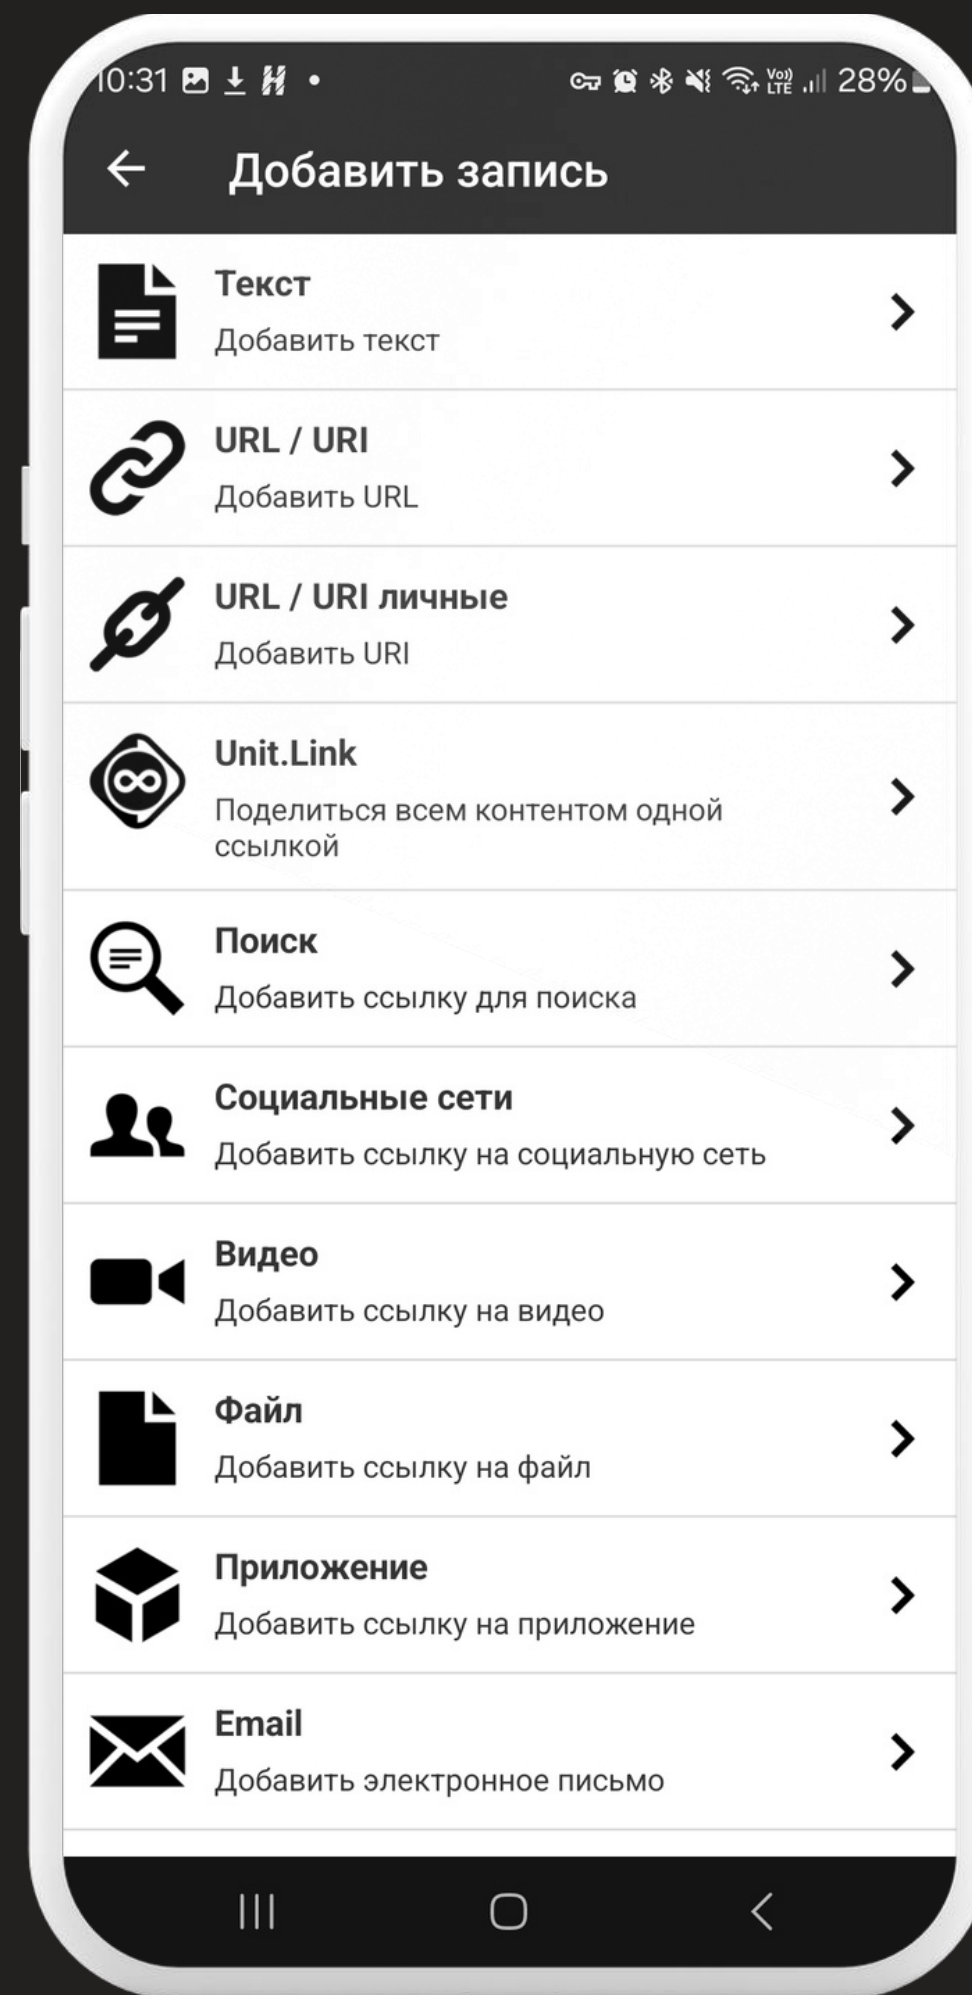 10:31
Vo))
LTE
28%
Добавить запись
Текст
Добавить текст
URL / URI
Добавить URL
URL / URI личные
Добавить URI
Unit.Link
Поделиться всем контентом одной
ссылкой
Поиск
Добавить ссылку для поиска
Социальные сети
Добавить ссылку на социальную сеть
Видео
Добавить ссылку на видео
Файл
Добавить ссылку на файл
Приложение
Добавить ссылку на приложение
Email
Добавить электронное письмо